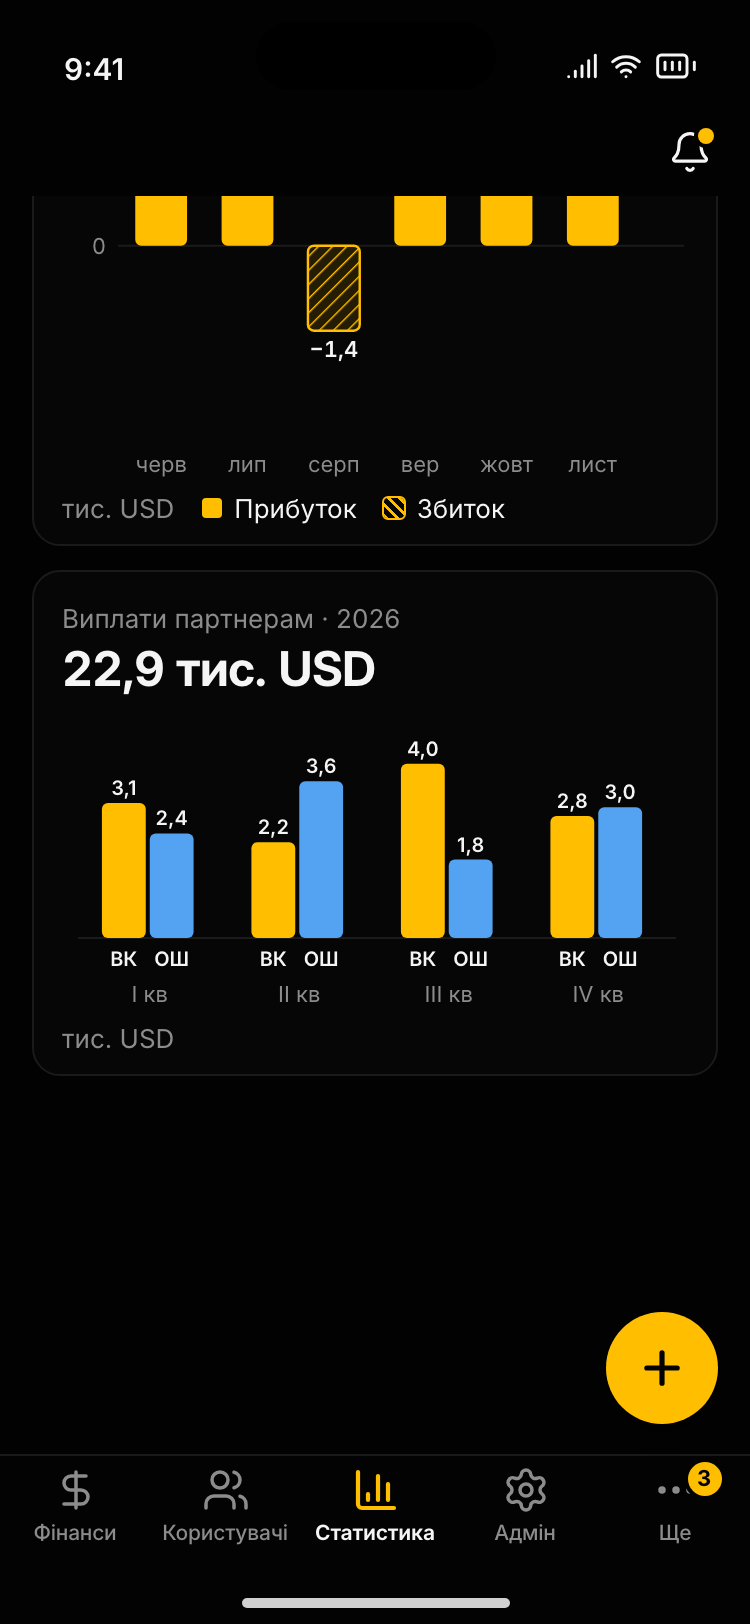 9:41
0
−1,4
черв лип серп вер жовт лист
тис. USD Прибуток Збиток
Виплати партнерам · 2026
22,9 тис. USD
3,1 2,4 2,2 3,6 4,0 1,8 2,8 3,0
ВК ОШ ВК ОШ ВК ОШ ВК ОШ
I кв II кв III кв IV кв
тис. USD
3
Фінанси Користувачі Статистика Адмін Ще